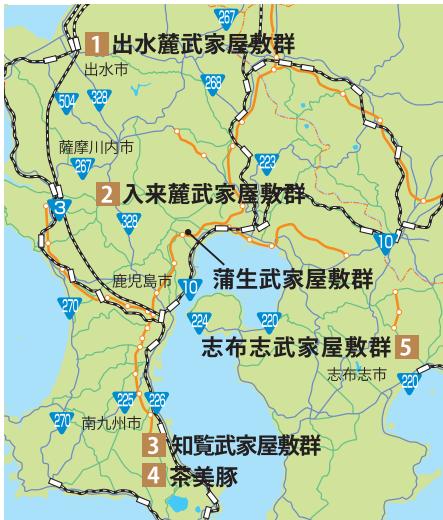 267
1 出水麓武家屋敷群
出水市
268
504
328
薩摩川内市
267
223
2 入来麓武家屋敷群
3
328
10
鹿児島市
蒲生武家屋敷群
10
270
224
220
志布志武家屋敷群 5
志布志市
220
225
226
270
南九州市
3 知覧武家屋敷群
4 茶美豚